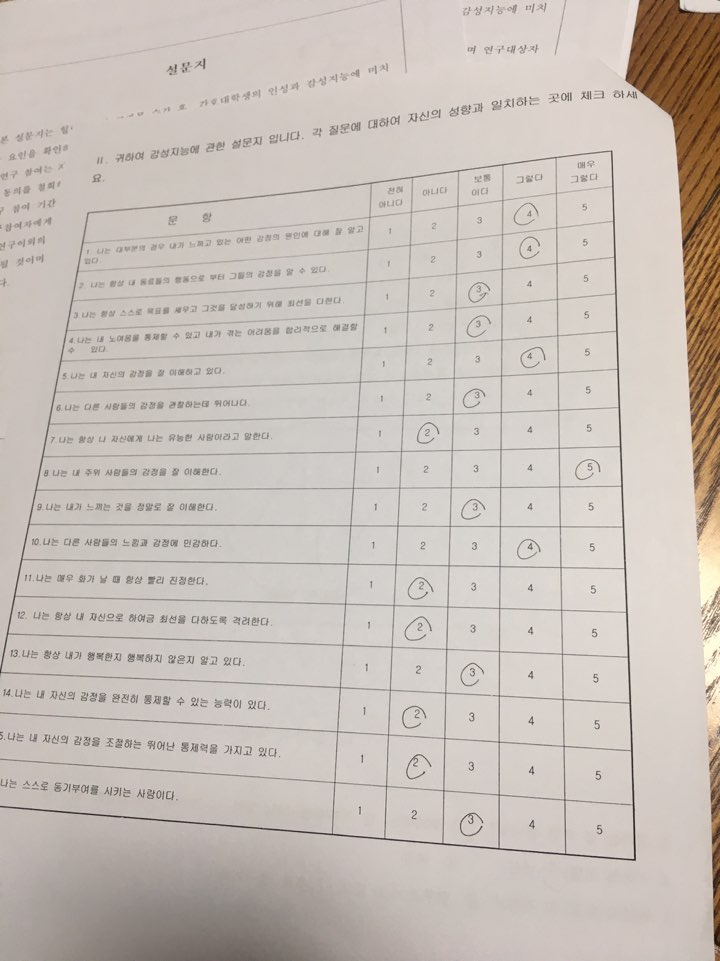 감성지능에 미치
며 연구대상자
설문지
간호대학생의 인성과 감성지능에 미치
본 설문지는
요인을 확인
연구 참여는
동의를 철회
참여 기간
참여자에게
연구이외의
될 것이며
다.
II. 귀하여 감성지능에 관한 설문지 입니다. 각 질문에 대하여 자신의 성향과 일치하는 곳에 체크 하세
요.
문 항 전혀 아니다 아니다 보통 이다 그렇다 매우 그렇다
1. 나는 대부분의 경우 내가 느끼고 있는 어떤 감정의 원인에 대해 잘 알고 있다. 1 2 3 4 5
2. 나는 항상 내 동료들의 행동으로 부터 그들의 감정을 알 수 있다. 1 2 3 4 5
3.나는 항상 스스로 목표를 세우고 그것을 달성하기 위해 최선을 다한다. 1 2 3 4 5
4.나는 내 노여움을 통제할 수 있고 내가 겪는 어려움을 합리적으로 해결할 수 있다. 1 2 3 4 5
5.나는 내 자신의 감정을 잘 이해하고 있다. 1 2 3 4 5
6.나는 다른 사람들의 감정을 관찰하는데 뛰어나다. 1 2 3 4 5
7.나는 항상 나 자신에게 나는 유능한 사람이라고 말한다. 1 2 3 4 5
8.나는 내 주위 사람들의 감정을 잘 이해한다. 1 2 3 4 5
9.나는 내가 느끼는 것을 정말로 잘 이해한다. 1 2 3 4 5
10.나는 다른 사람들의 느낌과 감정에 민감하다. 1 2 3 4 5
11.나는 매우 화가 날 때 항상 빨리 진정한다. 1 2 3 4 5
12. 나는 항상 내 자신으로 하여금 최선을 다하도록 격려한다. 1 2 3 4 5
13.나는 항상 내가 행복한지 행복하지 않은지 알고 있다. 1 2 3 4 5
14.나는 내 자신의 감정을 완전히 통제할 수 있는 능력이 있다. 1 2 3 4 5
5.나는 내 자신의 감정을 조절하는 뛰어난 통제력을 가지고 있다. 1 2 3 4 5
나는 스스로 동기부여를 시키는 사람이다. 1 2 3 4 5